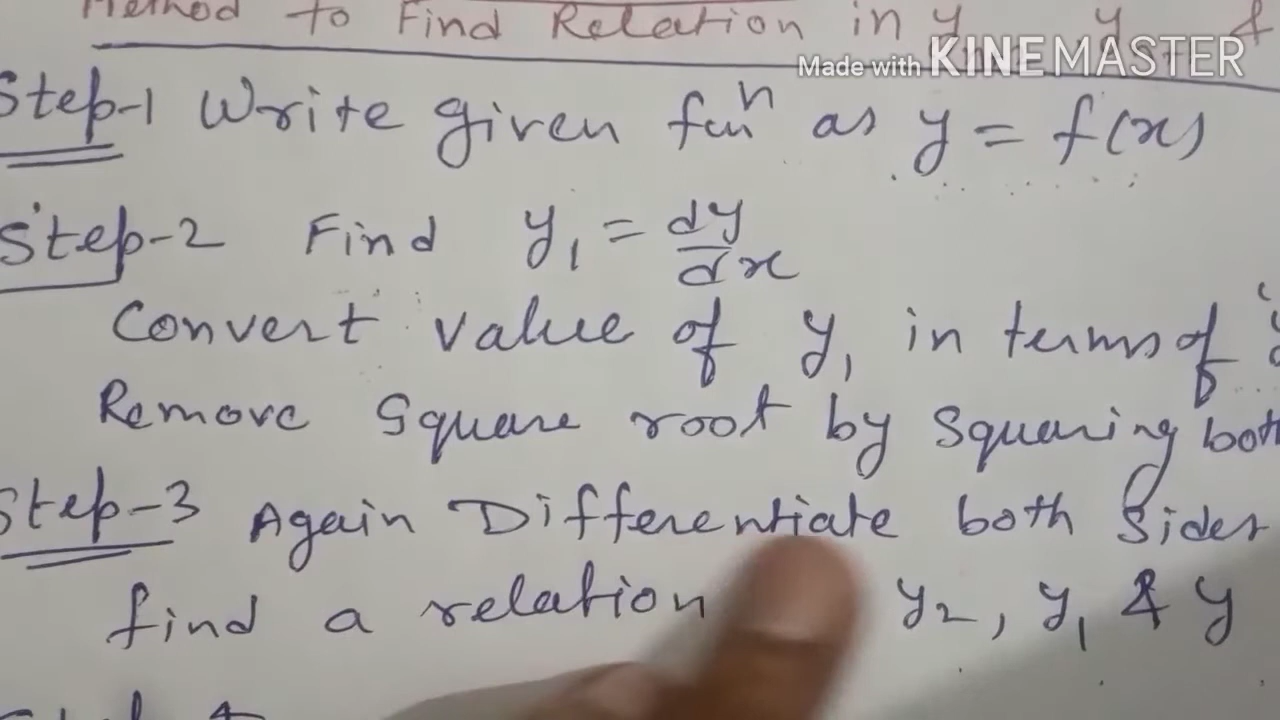 Method to Find Relation in y y &
Made with KINEMASTER
Step-1 Write given funⁿ as y = f(x)
Step-2 Find y₁ = dy/dx
Convert value of y₁ in terms of y
Remove Square root by Squaring both
Step-3 Again Differentiate both Sides
find a relation y₂, y₁ & y
Step-4